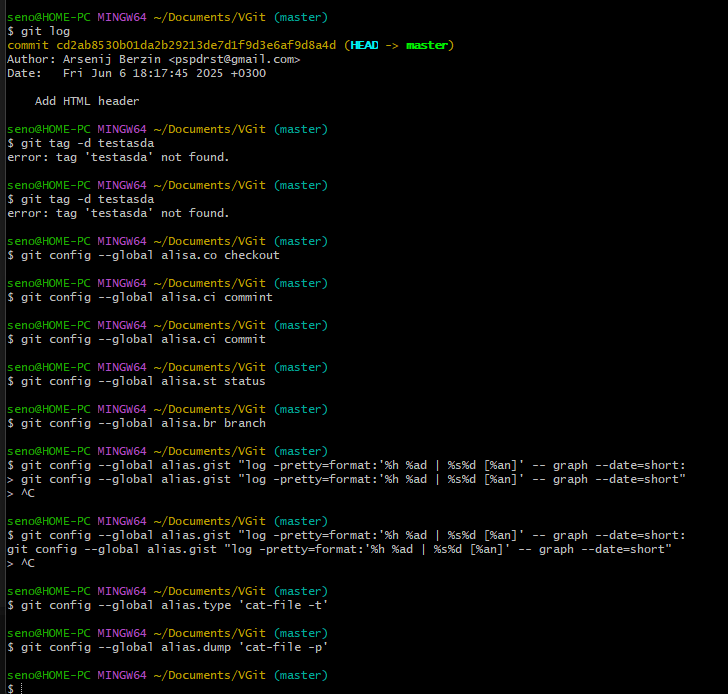 seno@HOME-PC MINGW64 ~/Documents/VGit (master)
$ git log
commit cd2ab8530b01da2b29213de7d1f9d3e6af9d8a4d (HEAD -> master)
Author: Arsenij Berzin <pspdrst@gmail.com>
Date:   Fri Jun 6 18:17:45 2025 +0300

    Add HTML header

seno@HOME-PC MINGW64 ~/Documents/VGit (master)
$ git tag -d testasda
error: tag 'testasda' not found.

seno@HOME-PC MINGW64 ~/Documents/VGit (master)
$ git tag -d testasda
error: tag 'testasda' not found.

seno@HOME-PC MINGW64 ~/Documents/VGit (master)
$ git config --global alisa.co checkout

seno@HOME-PC MINGW64 ~/Documents/VGit (master)
$ git config --global alisa.ci commint

seno@HOME-PC MINGW64 ~/Documents/VGit (master)
$ git config --global alisa.ci commit

seno@HOME-PC MINGW64 ~/Documents/VGit (master)
$ git config --global alisa.st status

seno@HOME-PC MINGW64 ~/Documents/VGit (master)
$ git config --global alisa.br branch

seno@HOME-PC MINGW64 ~/Documents/VGit (master)
$ git config --global alias.gist "log -pretty=format:'%h %ad | %s%d [%an]' -- graph --date=short:
> git config --global alias.gist "log -pretty=format:'%h %ad | %s%d [%an]' -- graph --date=short"
> ^C

seno@HOME-PC MINGW64 ~/Documents/VGit (master)
$ git config --global alias.gist "log -pretty=format:'%h %ad | %s%d [%an]' -- graph --date=short:
git config --global alias.gist "log -pretty=format:'%h %ad | %s%d [%an]' -- graph --date=short"
> ^C

seno@HOME-PC MINGW64 ~/Documents/VGit (master)
$ git config --global alias.type 'cat-file -t'

seno@HOME-PC MINGW64 ~/Documents/VGit (master)
$ git config --global alias.dump 'cat-file -p'

seno@HOME-PC MINGW64 ~/Documents/VGit (master)
$